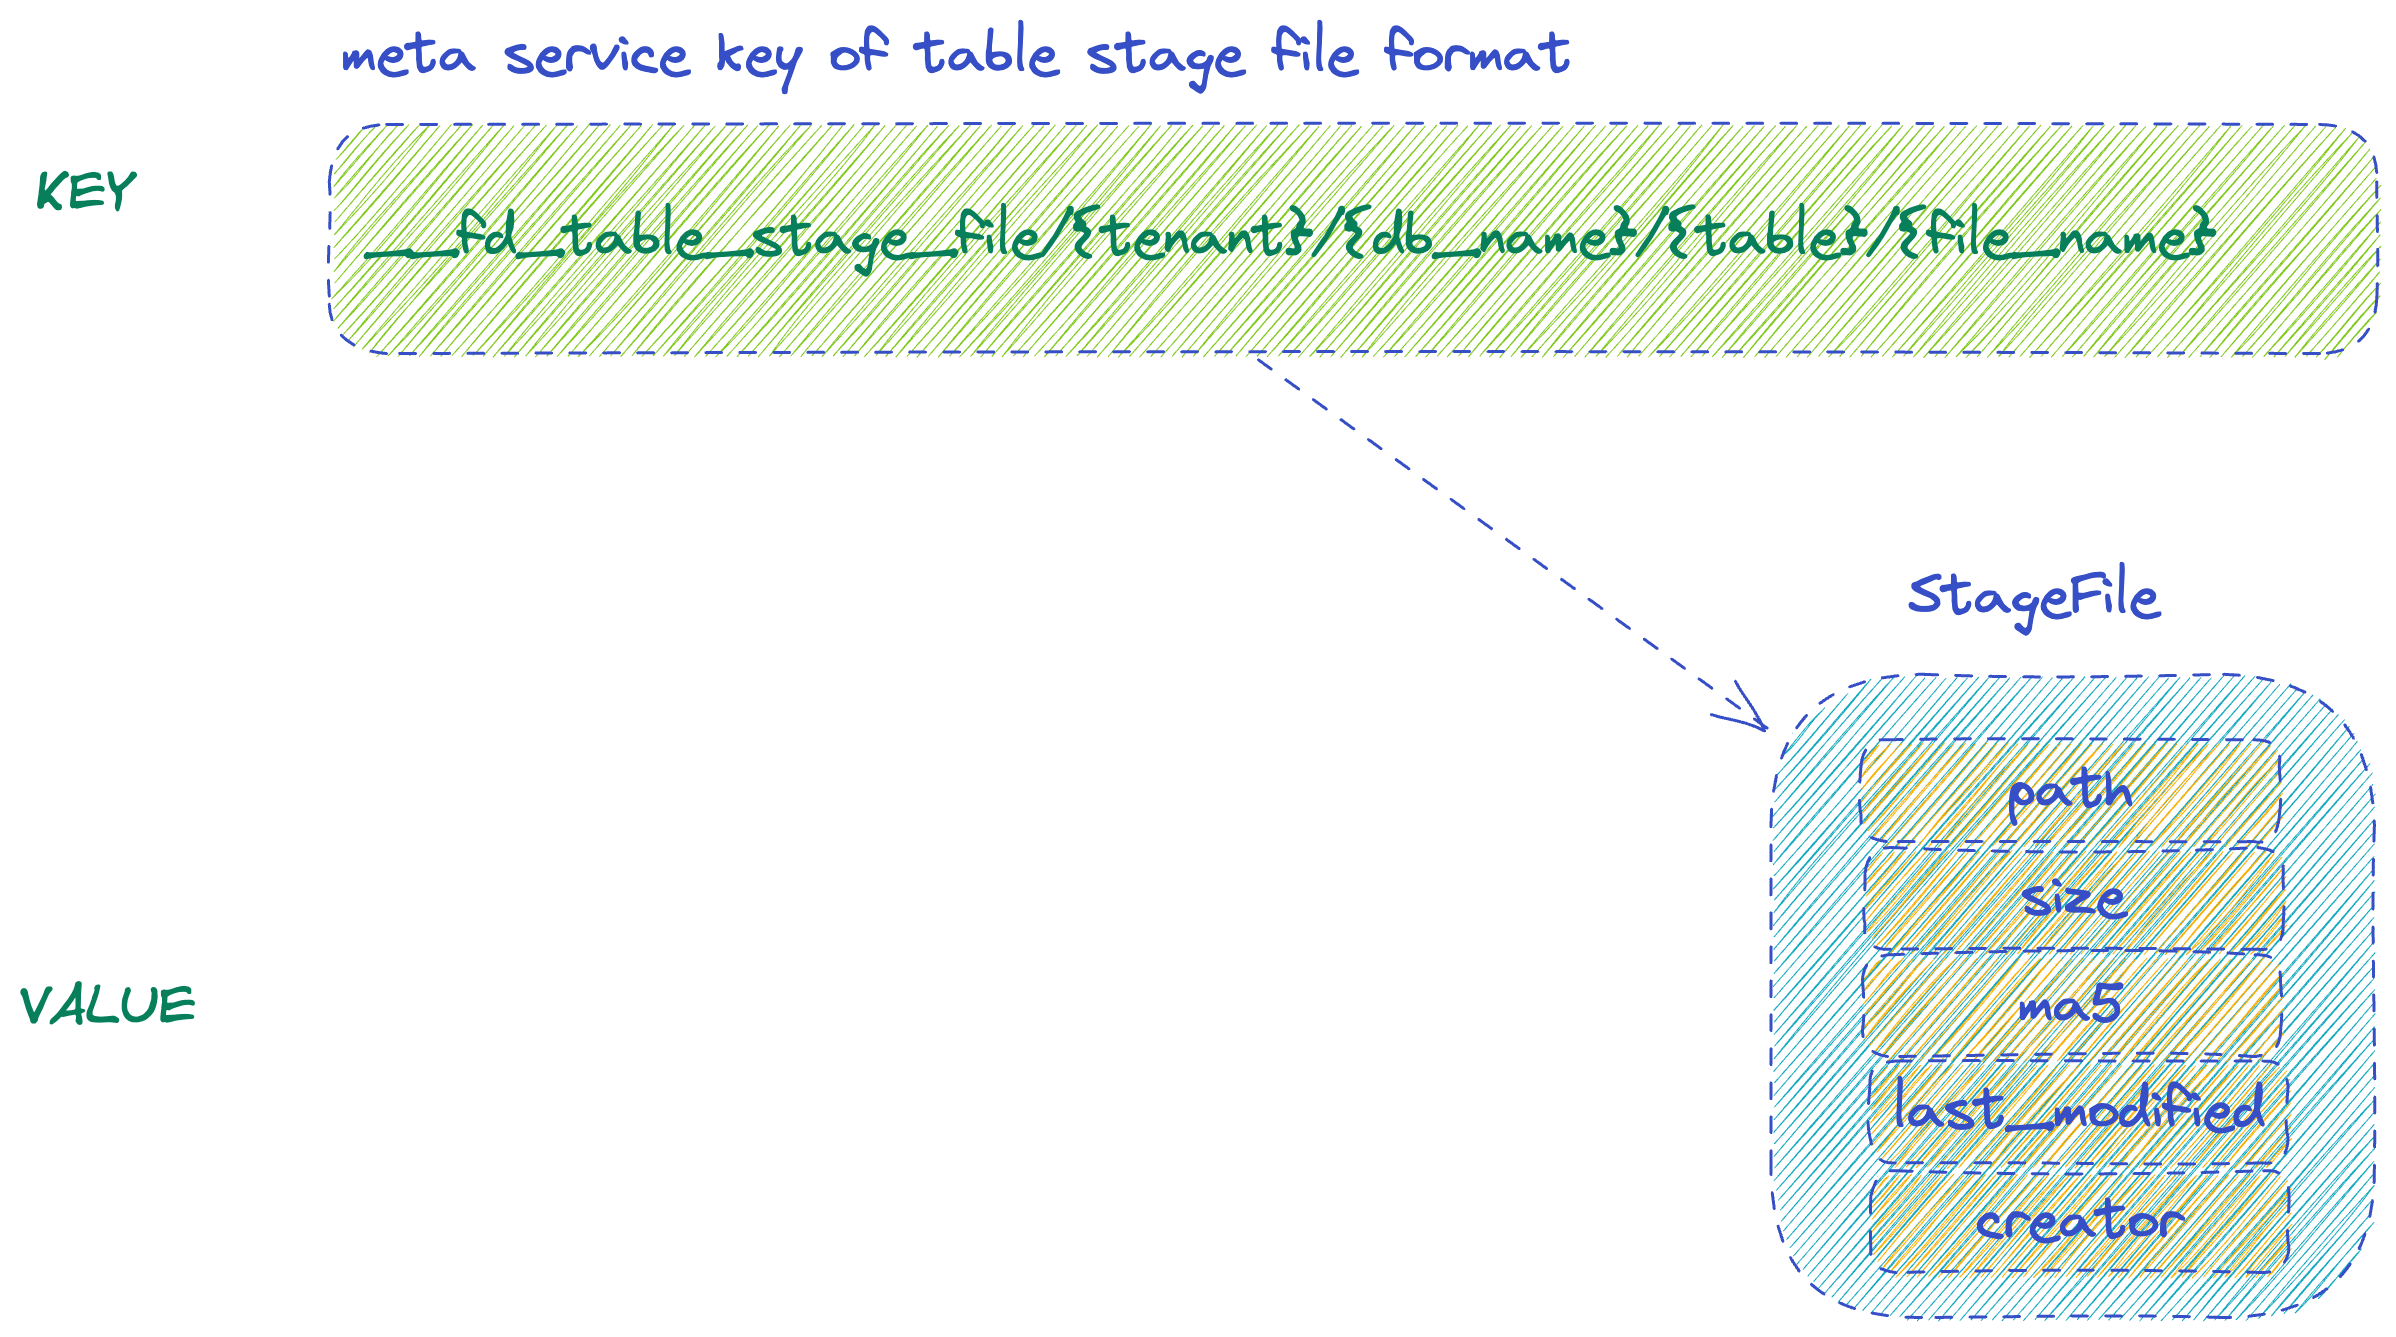 meta service key of table stage file format
KEY
__fd_table_stage_file/{tenant}/{db_name}/{table}/{file_name}
StageFile
path
size
VALUE
ma5
last_modified
creator